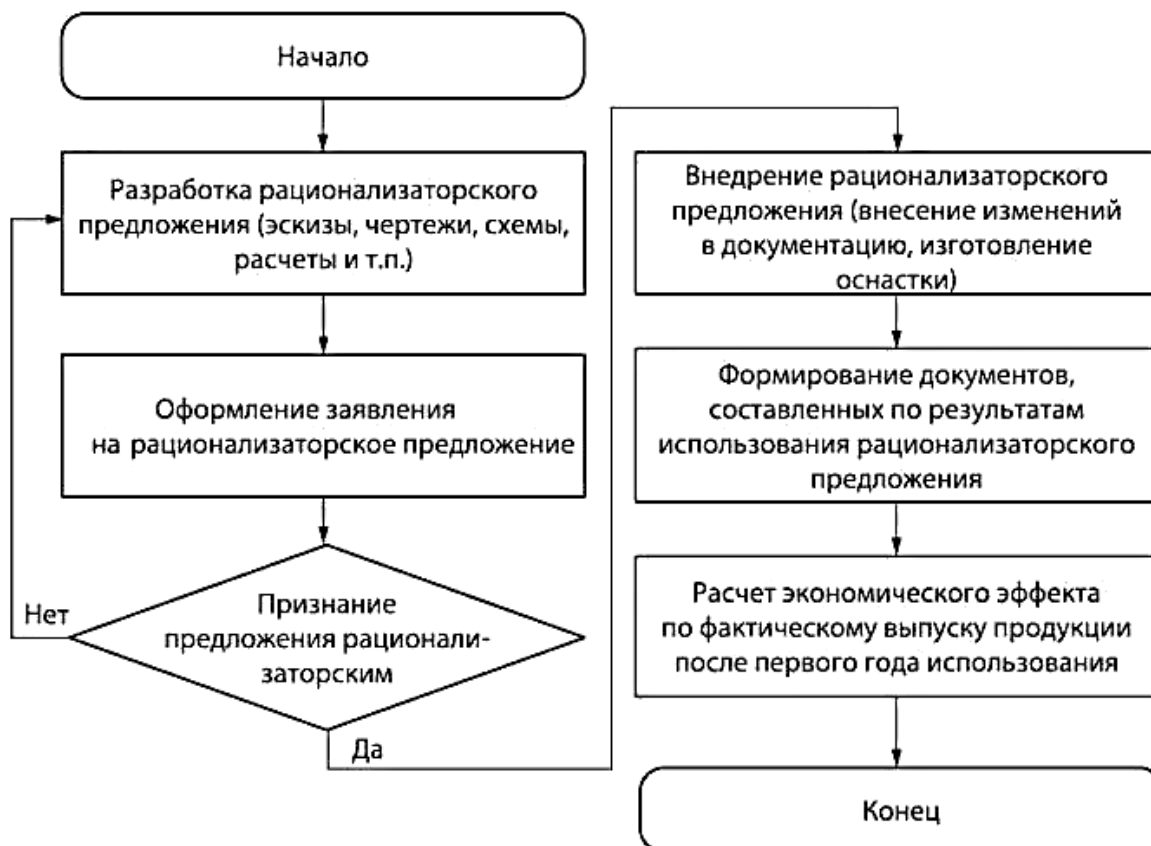 Начало
Разработка рационализаторского
предложения (эскизы, чертежи, схемы,
расчеты и т.п.)
Оформление заявления
на рационализаторское предложение
Признание
предложения рационали-
заторским
Нет
Да
Внедрение рационализаторского
предложения (внесение изменений
в документацию, изготовление
оснастки)
Формирование документов,
составленных по результатам
использования рационализаторского
предложения
Расчет экономического эффекта
по фактическому выпуску продукции
после первого года использования
Конец